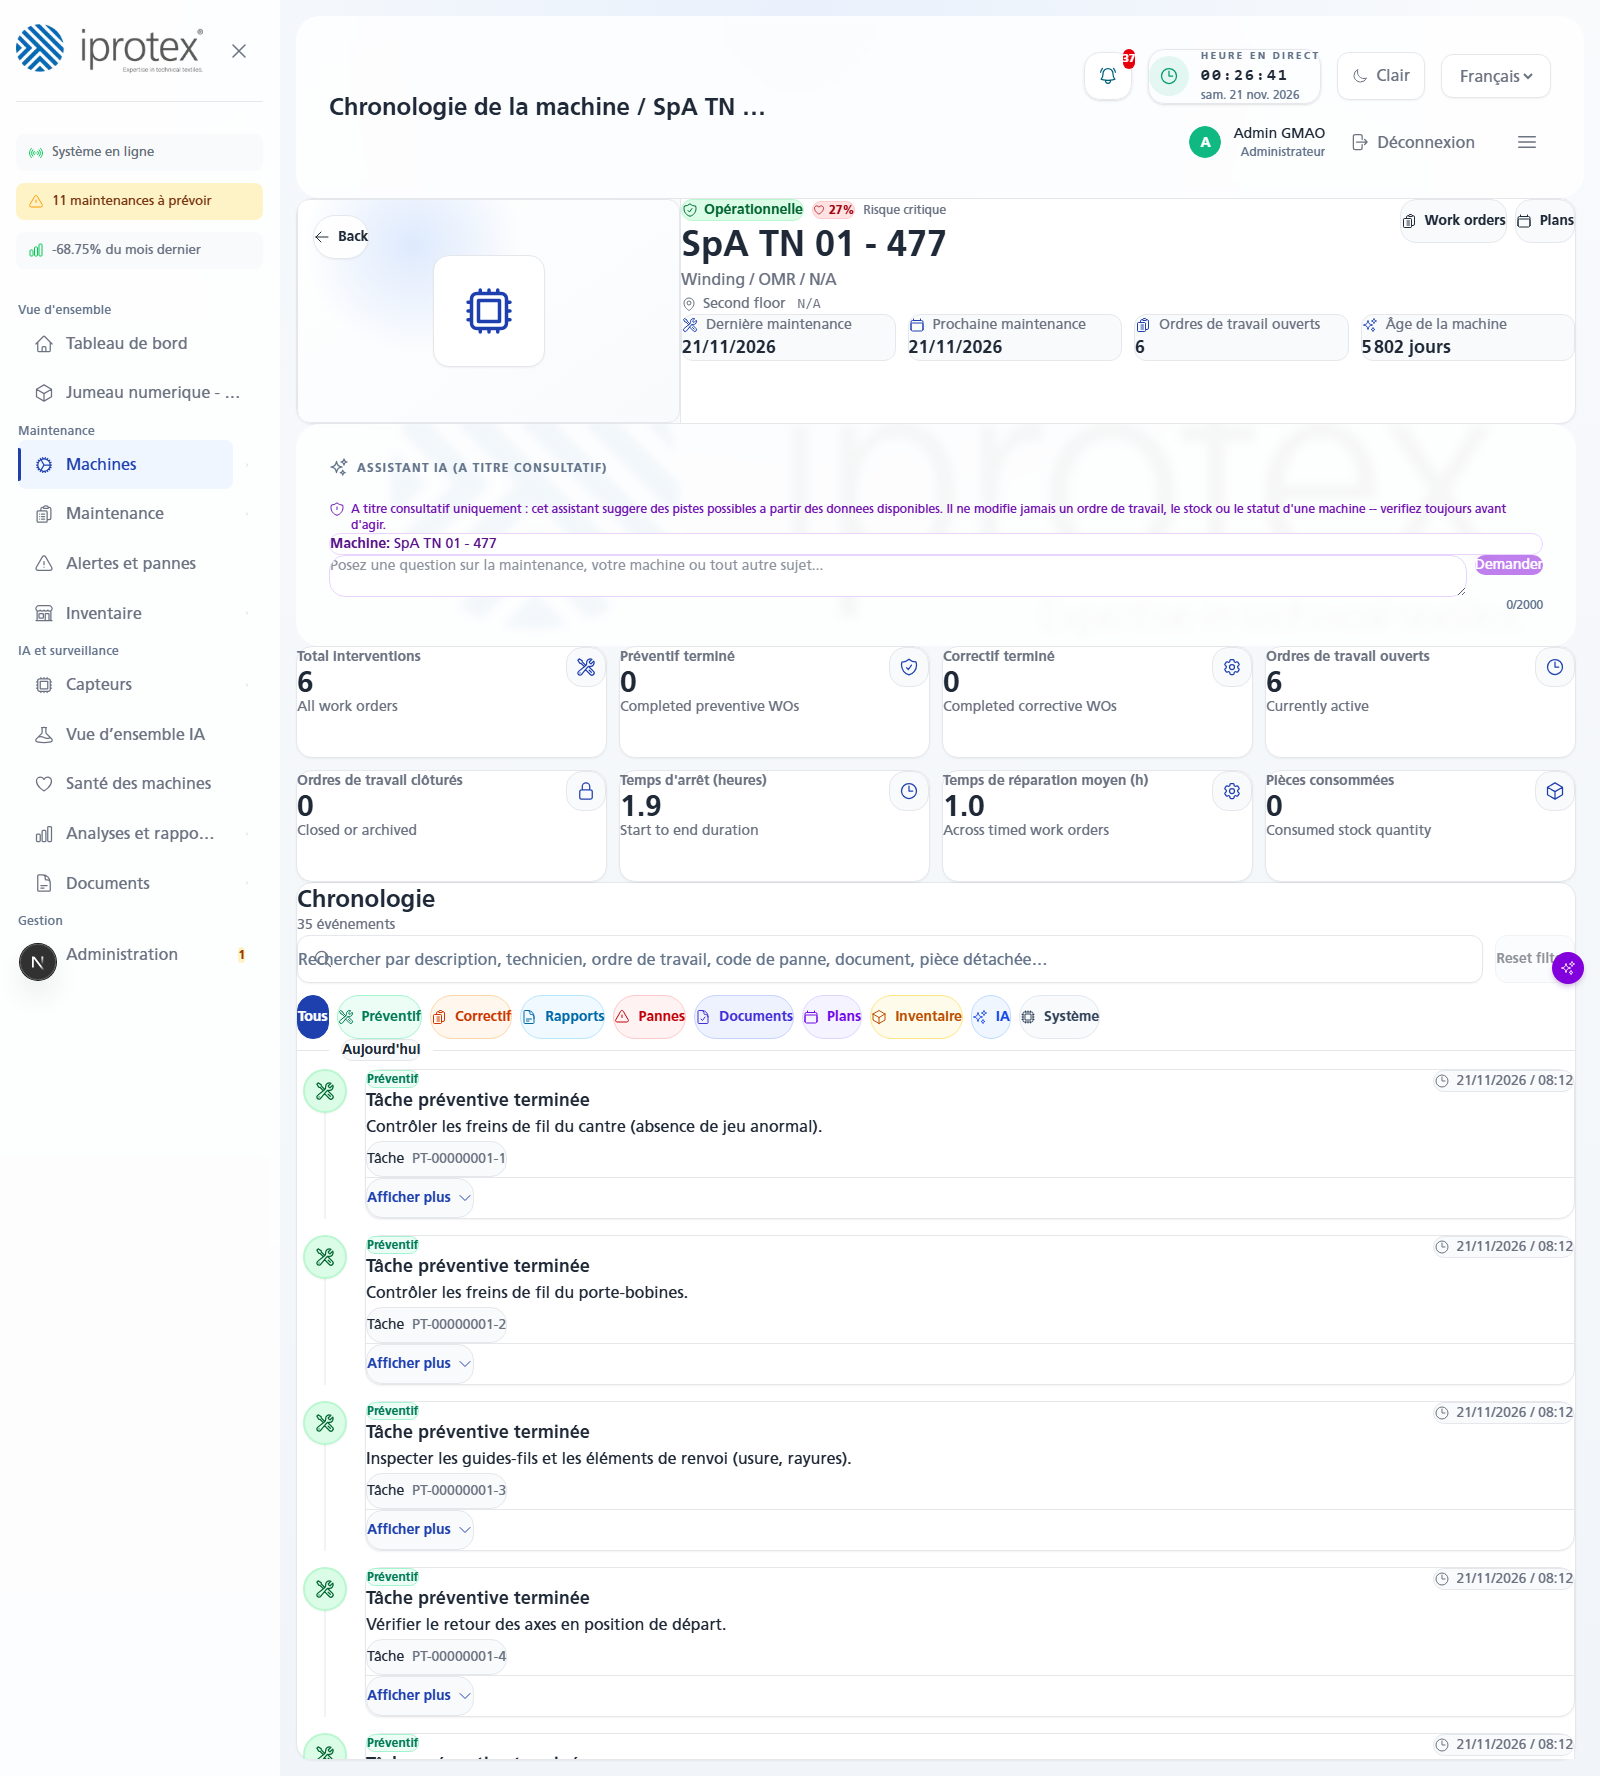 iprotex®
Expertise in technical textiles.
Système en ligne
11 maintenances à prévoir
-68.75% du mois dernier
Vue d'ensemble
Tableau de bord
Jumeau numerique - ...
Maintenance
Machines
Maintenance
Alertes et pannes
Inventaire
IA et surveillance
Capteurs
Vue d'ensemble IA
Santé des machines
Analyses et rappo...
Documents
Gestion
Administration
1
N
Chronologie de la machine / SpA TN ...
37
HEURE EN DIRECT
00:26:41
sam. 21 nov. 2026
Clair
Français
A
Admin GMAO
Administrateur
Déconnexion
Back
Opérationnelle
27%
Risque critique
Work orders
Plans
SpA TN 01 - 477
Winding / OMR / N/A
Second floor N/A
Dernière maintenance
21/11/2026
Prochaine maintenance
21/11/2026
Ordres de travail ouverts
6
Âge de la machine
5 802 jours
ASSISTANT IA (A TITRE CONSULTATIF)
A titre consultatif uniquement : cet assistant suggere des pistes possibles a partir des donnees disponibles. Il ne modifie jamais un ordre de travail, le stock ou le statut d'une machine -- verifiez toujours avant
d'agir.
Machine: SpA TN 01 - 477
Posez une question sur la maintenance, votre machine ou tout autre sujet...
Demander
0/2000
Total interventions
6
All work orders
Préventif terminé
0
Completed preventive WOs
Correctif terminé
0
Completed corrective WOs
Ordres de travail ouverts
6
Currently active
Ordres de travail clôturés
0
Closed or archived
Temps d'arrêt (heures)
1.9
Start to end duration
Temps de réparation moyen (h)
1.0
Across timed work orders
Pièces consommées
0
Consumed stock quantity
Chronologie
35 événements
Rechercher par description, technicien, ordre de travail, code de panne, document, pièce détachée...
Reset filt
Tous
Préventif
Correctif
Rapports
Pannes
Documents
Plans
Inventaire
IA
Système
Aujourd'hui
Préventif
21/11/2026 / 08:12
Tâche préventive terminée
Contrôler les freins de fil du cantre (absence de jeu anormal).
Tâche PT-00000001-1
Afficher plus
Préventif
21/11/2026 / 08:12
Tâche préventive terminée
Contrôler les freins de fil du porte-bobines.
Tâche PT-00000001-2
Afficher plus
Préventif
21/11/2026 / 08:12
Tâche préventive terminée
Inspecter les guides-fils et les éléments de renvoi (usure, rayures).
Tâche PT-00000001-3
Afficher plus
Préventif
21/11/2026 / 08:12
Tâche préventive terminée
Vérifier le retour des axes en position de départ.
Tâche PT-00000001-4
Afficher plus
Préventif
21/11/2026 / 08:12